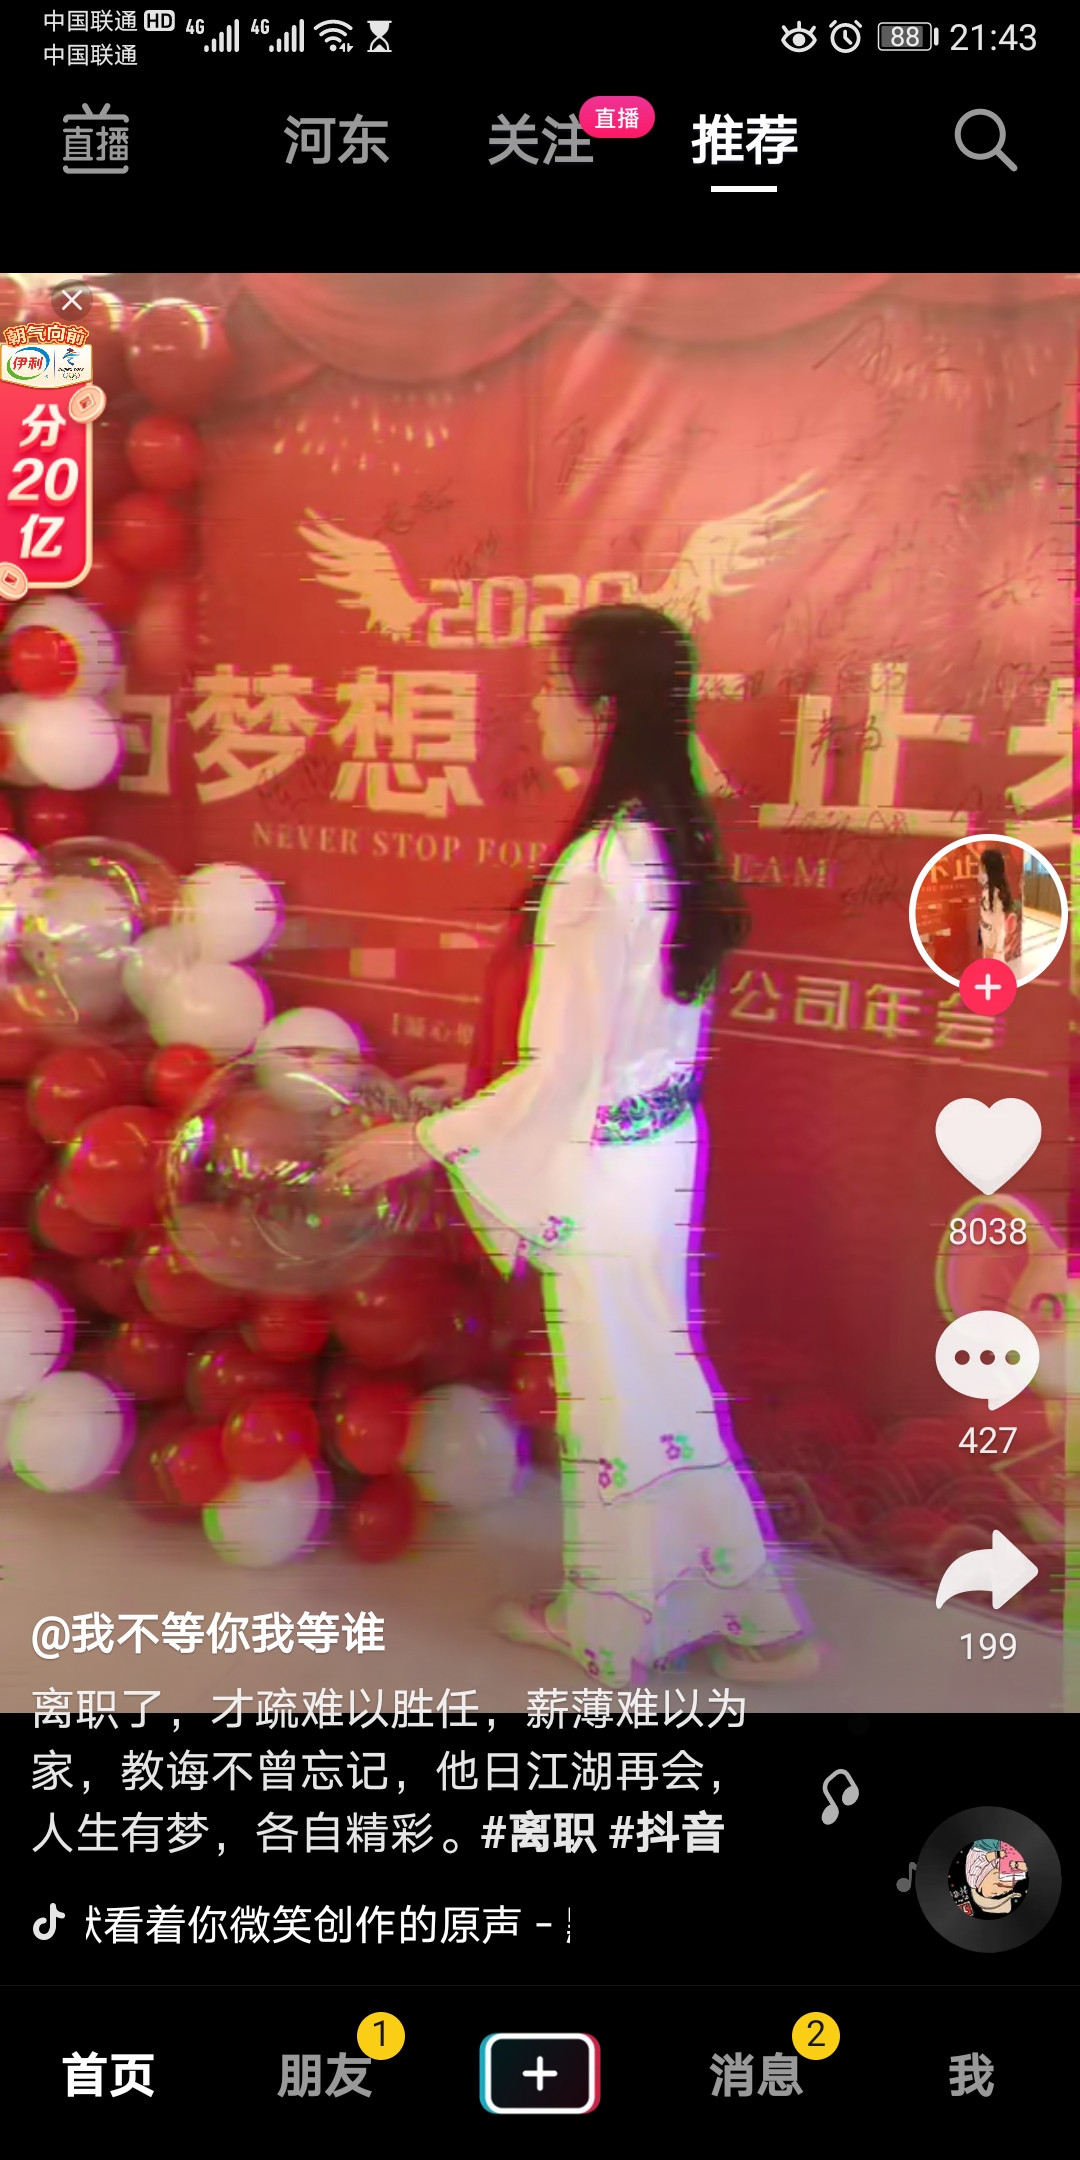 中国联通 HD 4G 4G 88 21:43
中国联通
直播 河东 关注 直播 推荐
朝气向前
伊利
分
20
亿
2020
的梦想
止
NEVER STOP FOR
公司年会
8038
427
199
@我不等你我等谁
离职了，才疏难以胜任，薪薄难以为
家，教诲不曾忘记，他日江湖再会，
人生有梦，各自精彩。#离职 #抖音
看着你微笑创作的原声 -
首页 朋友 1 消息 2 我